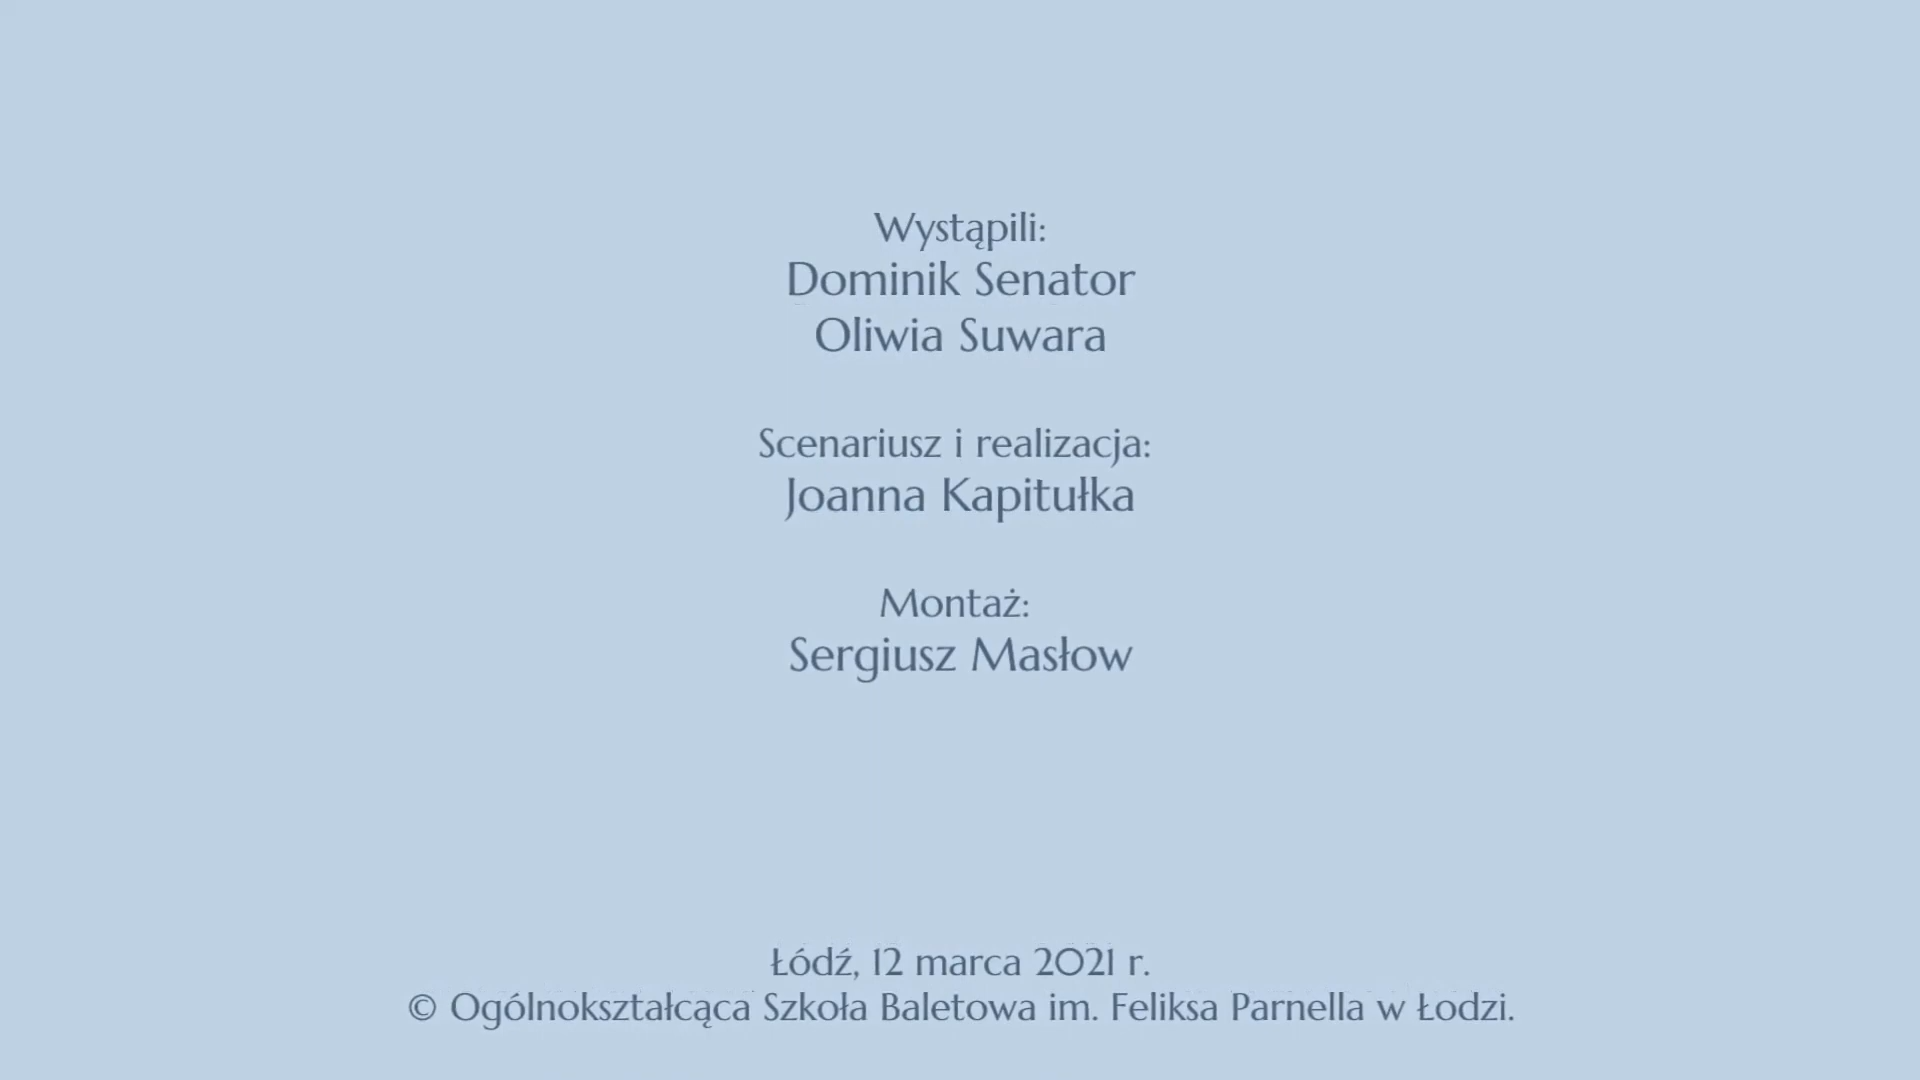 Wystąpili:
Dominik Senator
Oliwia Suwara
Scenariusz i realizacja:
Joanna Kapitułka
Montaż:
Sergiusz Masłow
Łódź, 12 marca 2021 r.
© Ogólnokształcąca Szkoła Baletowa im. Feliksa Parnella w Łodzi.